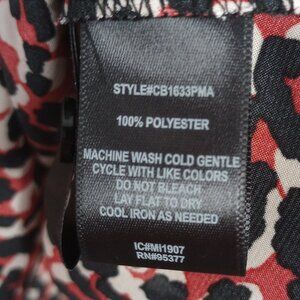 STYLE#CB1633PMA
100% POLYESTER
MACHINE WASH COLD GENTLE
CYCLE WITH LIKE COLORS
DO NOT BLEACH
LAY FLAT TO DRY
COOL IRON AS NEEDED
IC#MI1907
RN#95377